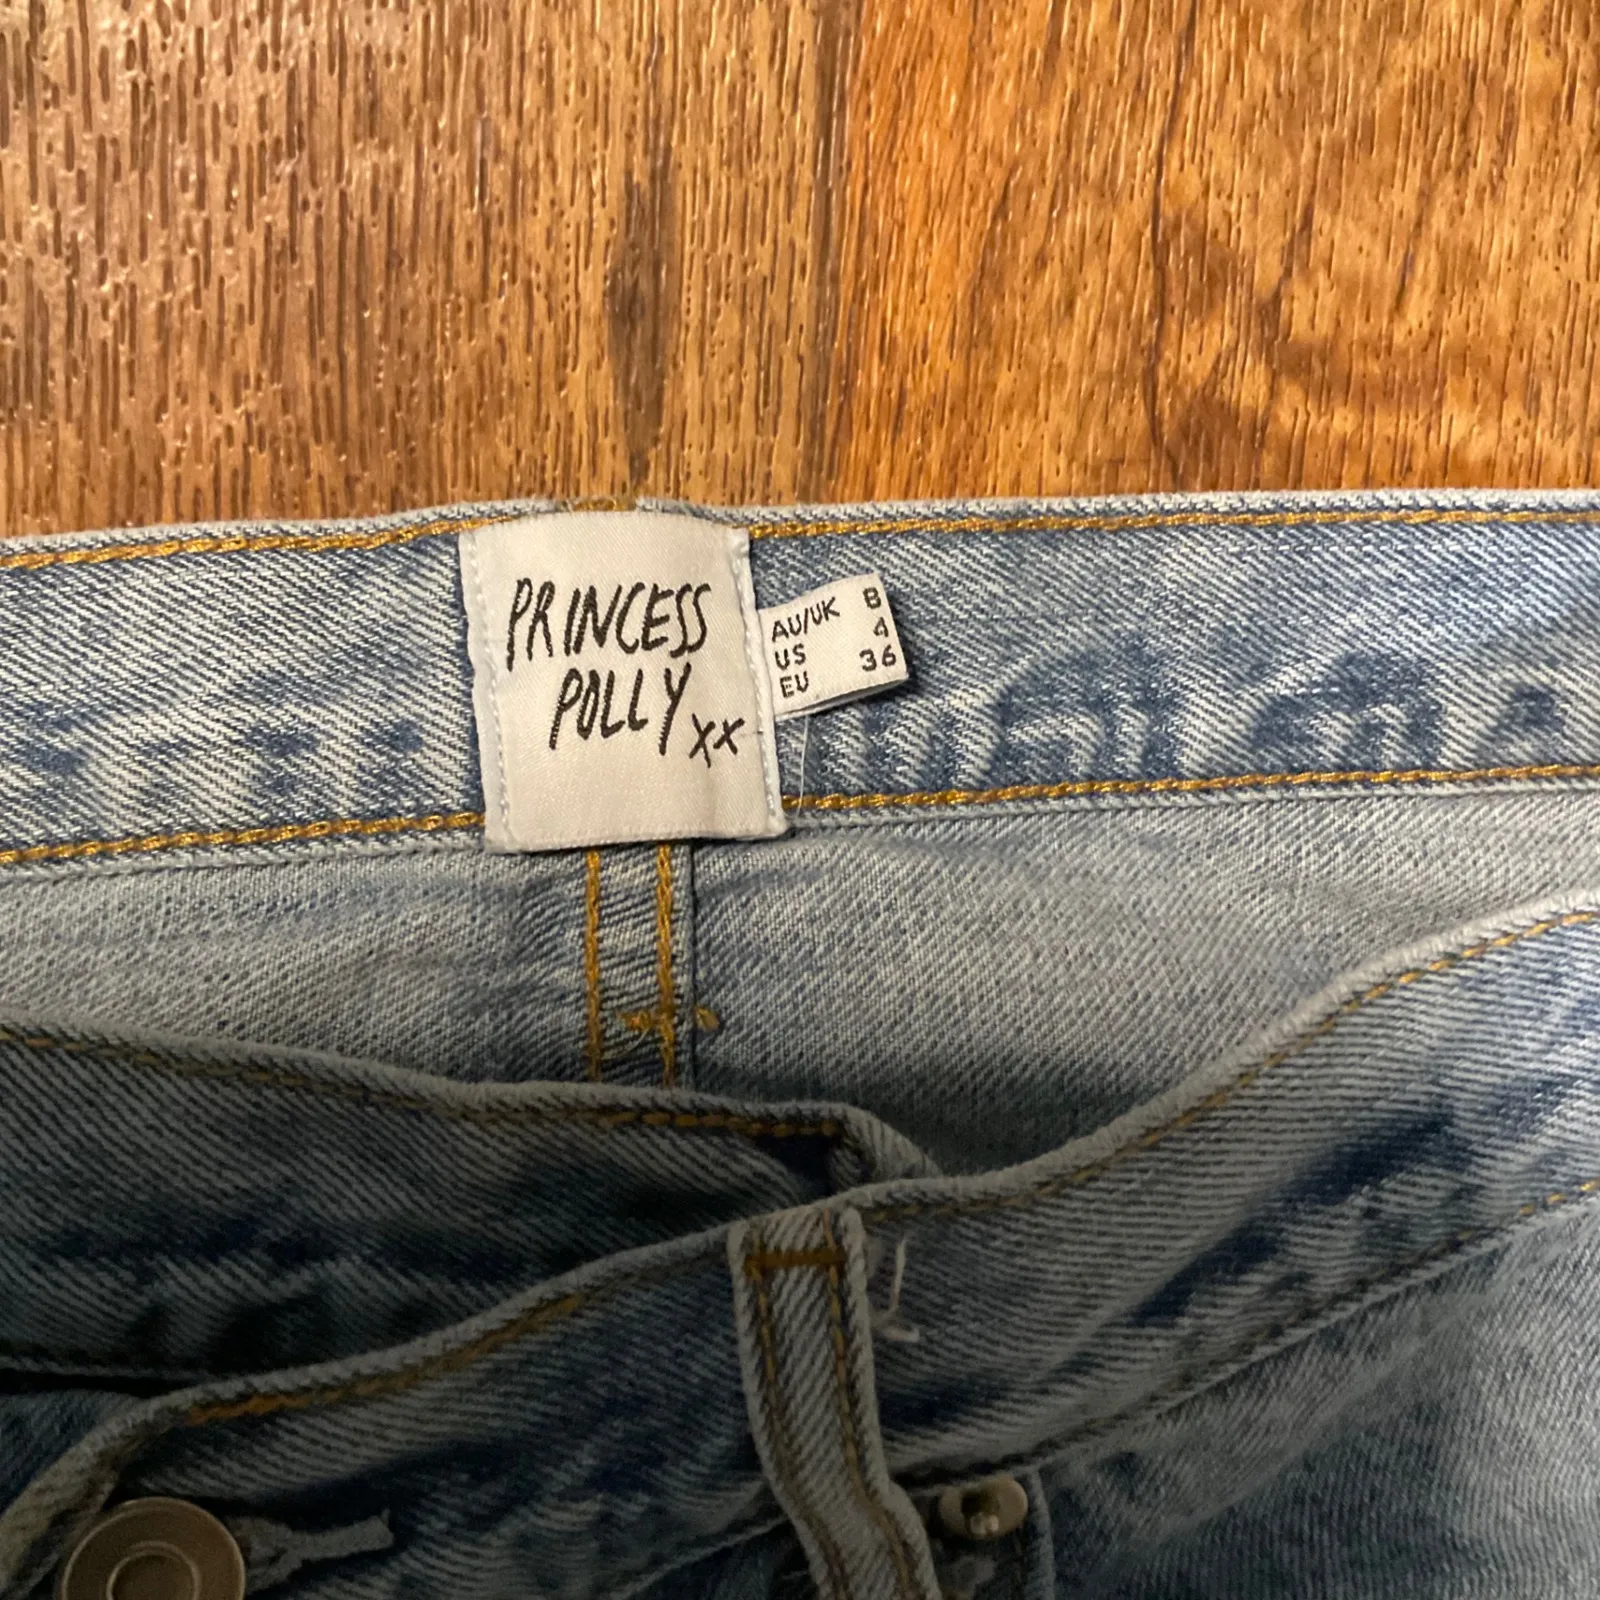 PRINCESS
POLLY xx
AU/UK 8
US 4
EU 36